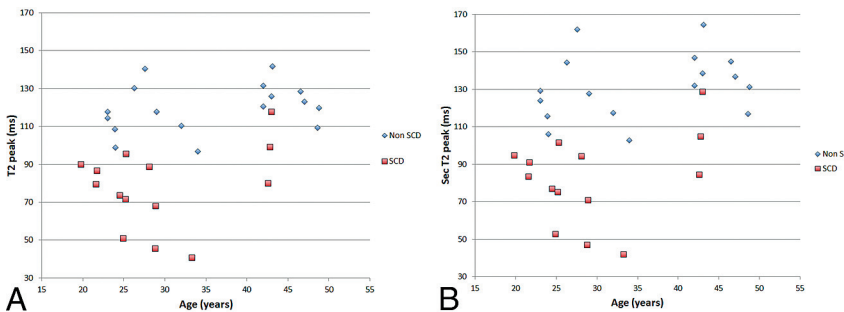 170
150
130
110
90
70
50
30
T2 peak (ms)
15 20 25 30 35 40 45 50 55
Age (years)
Non SCD
SCD
A
170
150
130
110
90
70
50
30
Sec T2 peak (ms)
15 20 25 30 35 40 45 50 55
Age (years)
Non S
SCD
B